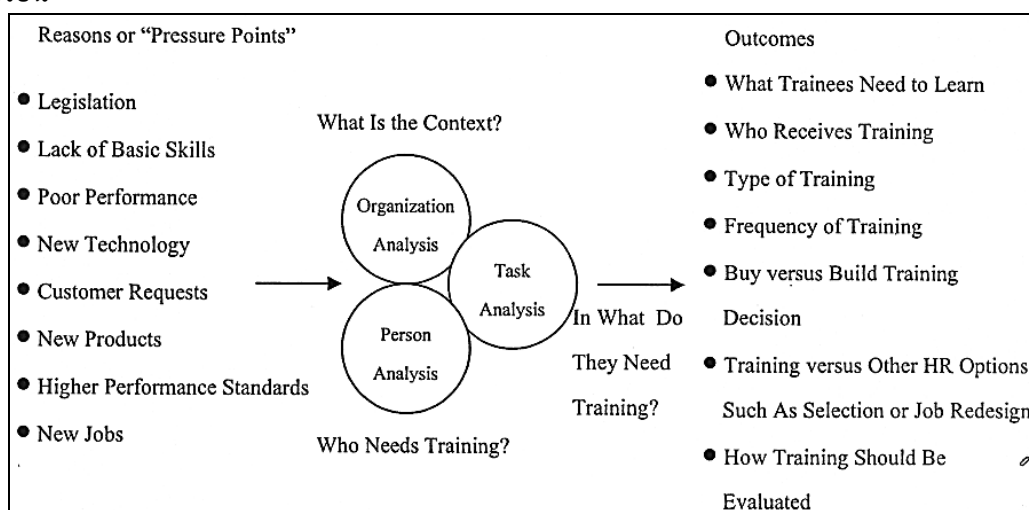 Reasons or “Pressure Points”
● Legislation
● Lack of Basic Skills
● Poor Performance
● New Technology
● Customer Requests
● New Products
● Higher Performance Standards
● New Jobs
What Is the Context?
Organization
Analysis
Task
Analysis
Person
Analysis
Who Needs Training?
In What Do
They Need
Training?
Outcomes
● What Trainees Need to Learn
● Who Receives Training
● Type of Training
● Frequency of Training
● Buy versus Build Training
Decision
● Training versus Other HR Options
Such As Selection or Job Redesign
● How Training Should Be
Evaluated